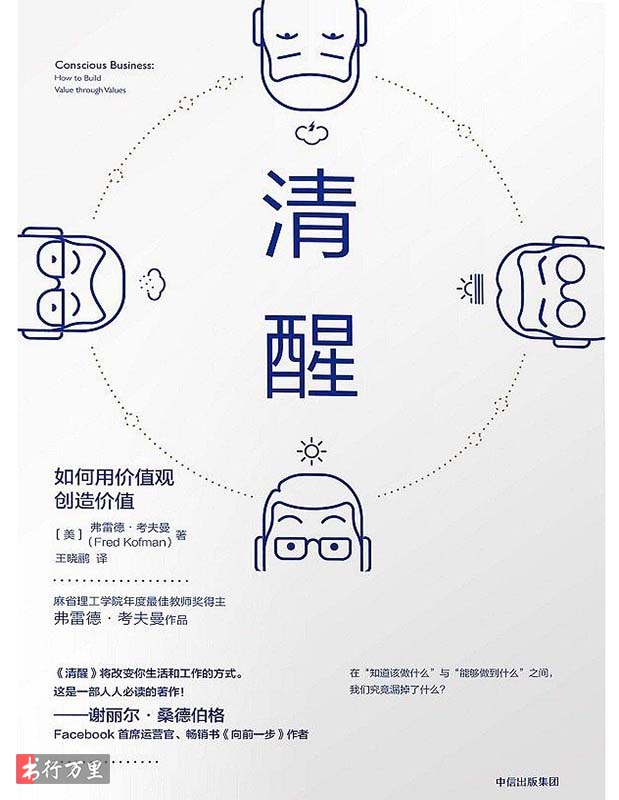 Conscious Business:
How to Build
Value through Values
清
醒
如何用价值观
创造价值
［美］弗雷德·考夫曼
（Fred Kofman）著
王晓鹂 译
麻省理工学院年度最佳教师奖得主
弗雷德·考夫曼作品
《清醒》将改变你生活和工作的方式。
这是一部人人必读的著作！
——谢丽尔·桑德伯格
Facebook 首席运营官、畅销书《向前一步》作者
在“知道该做什么”与“能够做到什么”之间，
我们究竟漏掉了什么？
书行万里
中信出版集团